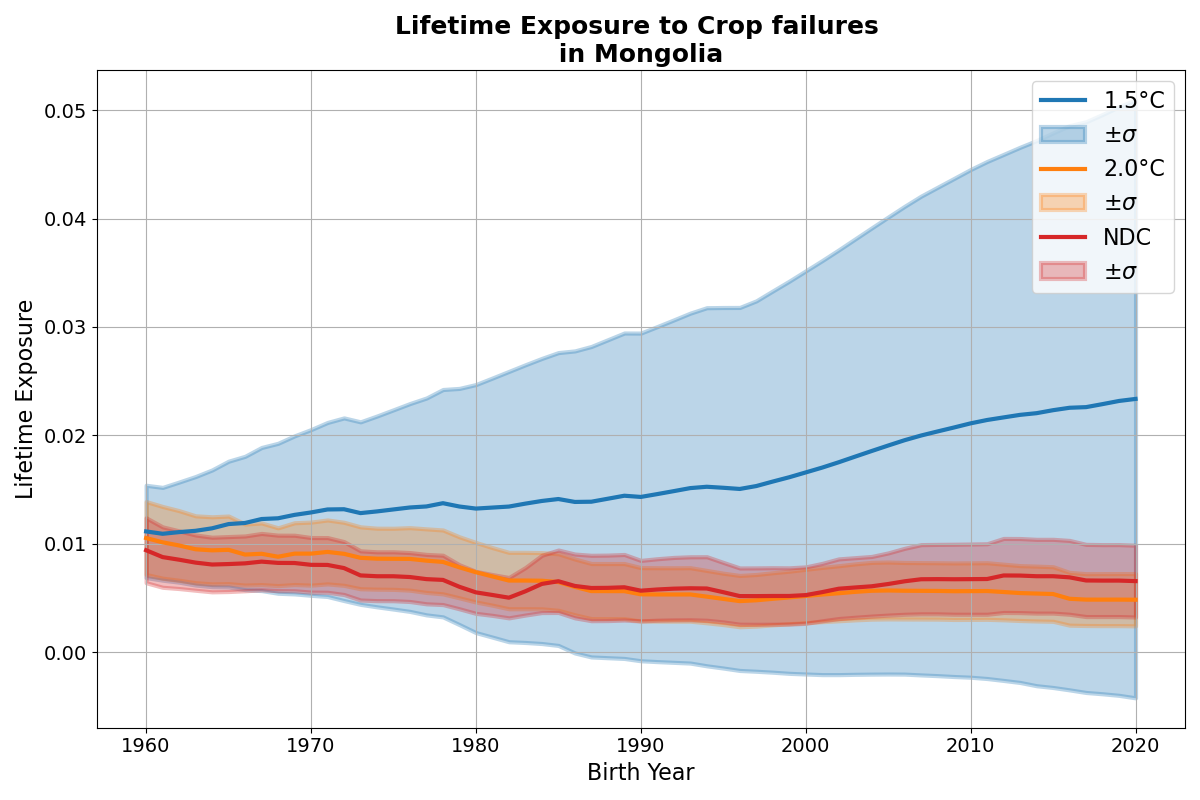 Lifetime Exposure to Crop failures
in Mongolia
Lifetime Exposure
0.05
0.04
0.03
0.02
0.01
0.00
1960 1970 1980 1990 2000 2010 2020
Birth Year
1.5°C
±σ
2.0°C
±σ
NDC
±σ